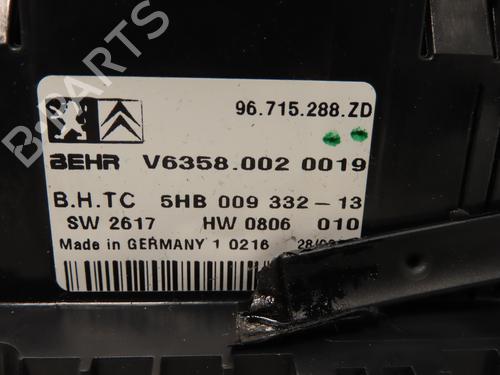 96.715.288.ZD
BEHR V6358.002 0019
B.H.TC 5HB 009 332-13
SW 2617 HW 0806 010
Made in GERMANY 1 0216
B-PARTS